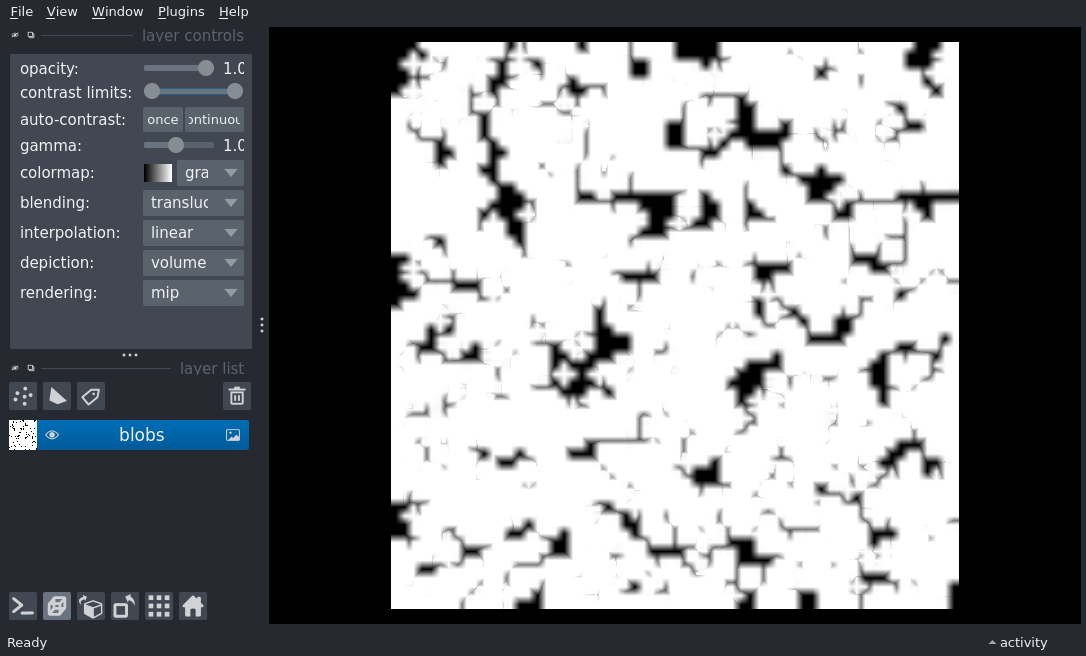 File View Window Plugins Help
layer controls
opacity: 1.0
contrast limits:
auto-contrast: once ontinuou
gamma: 1.0
colormap: gra
blending: transluc
interpolation: linear
depiction: volume
rendering: mip
layer list
blobs
Ready
activity